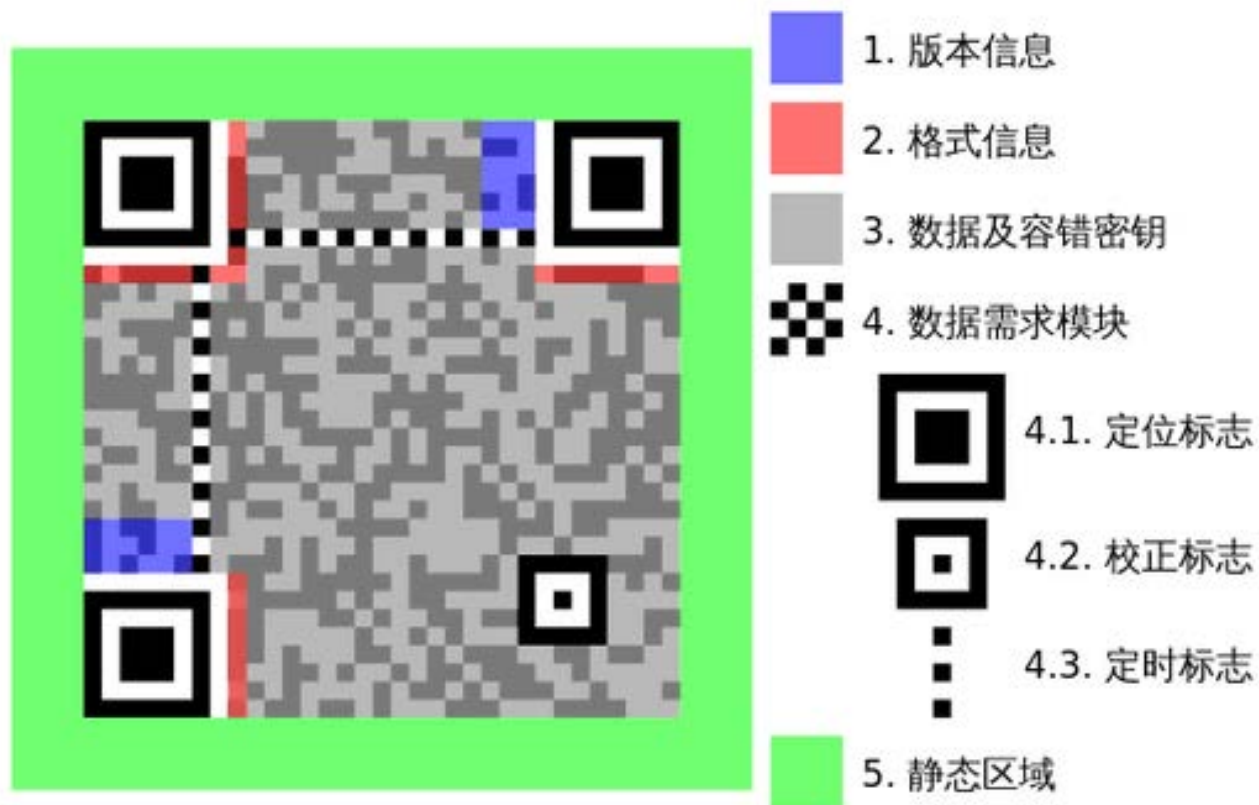 1. 版本信息
2. 格式信息
3. 数据及容错密钥
4. 数据需求模块
4.1. 定位标志
4.2. 校正标志
4.3. 定时标志
5. 静态区域